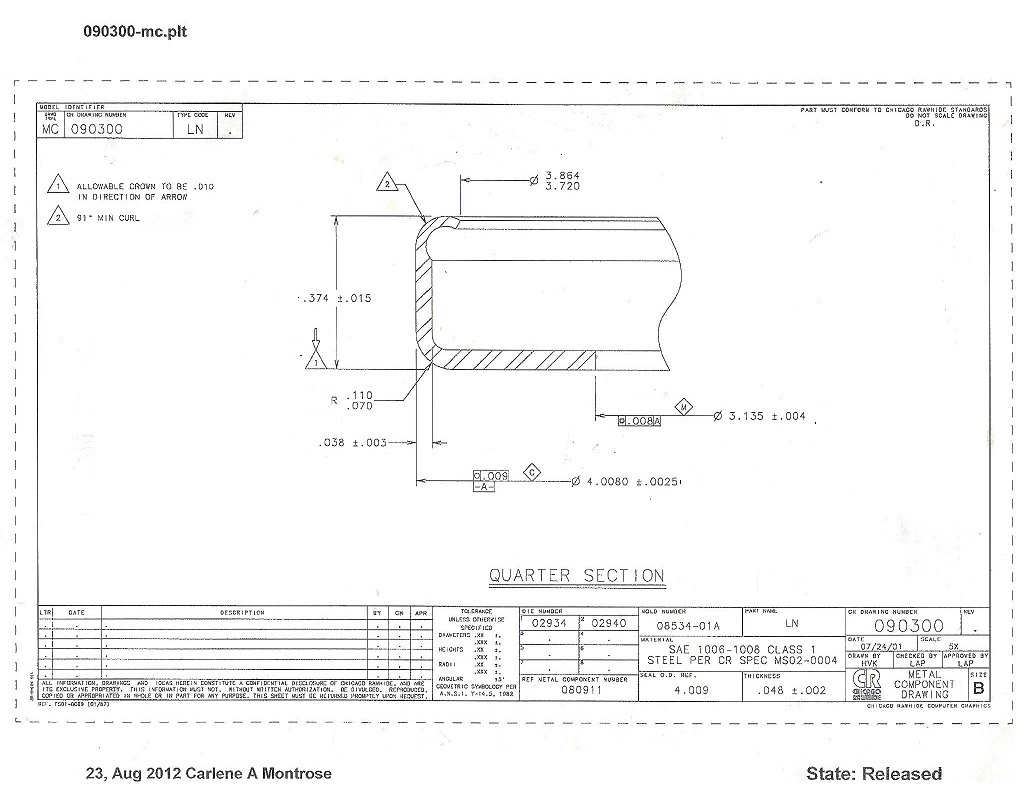 090300-mc.plt
MODEL IDENTIFIER
DRWG TYPE
CR DRAWING NUMBER
TYPE CODE
REV
MC
090300
LN
.
PART MUST CONFORM TO CHICAGO RAWHIDE STANDARDS
DO NOT SCALE DRAWING
D.R.
1 ALLOWABLE CROWN TO BE .010
IN DIRECTION OF ARROW
2 91° MIN CURL
2
Ø 3.864
3.720
.374 ±.015
1
R .110
.070
.038 ±.003
.008 A
M
Ø 3.135 ±.004
.009
-A-
C
Ø 4.0080 ±.0025
QUARTER SECTION
LTR DATE DESCRIPTION BY CH APR
TOLERANCE
UNLESS OTHERWISE
SPECIFIED
DIAMETERS .XX ±.
.XXX ±.
HEIGHTS .XX ±.
.XXX ±.
RADII .XX ±.
.XXX ±.
ANGULAR
GEOMETRIC SYMBOLOGY PER
A.N.S.I. Y-14.5, 1982
DIE NUMBER
1 02934
2 02940
3
4
5
6
7
8
REF METAL COMPONENT NUMBER
080911
MOLD NUMBER
08534-01A
PART NAME
LN
MATERIAL
SAE 1006-1008 CLASS 1
STEEL PER CR SPEC MS02-0004
SEAL O.D. REF.
4.009
THICKNESS
.048 ±.002
CR DRAWING NUMBER
090300
REV
.
DATE
07/24/01
SCALE
5X
DRAWN BY
HVK
CHECKED BY
LAP
APPROVED BY
LAP
CR
CHICAGO RAWHIDE
METAL
COMPONENT
DRAWING
SIZE
B
ALL INFORMATION, DRAWINGS AND IDEAS HEREIN CONSTITUTE A CONFIDENTIAL DISCLOSURE OF CHICAGO RAWHIDE, AND ARE
ITS EXCLUSIVE PROPERTY. THIS INFORMATION MUST NOT, WITHOUT WRITTEN AUTHORIZATION, BE DIVULGED, REPRODUCED,
COPIED OR APPROPRIATED IN WHOLE OR IN PART FOR ANY PURPOSE. THIS SHEET MUST BE RETURNED PROMPTLY UPON REQUEST.
REF. FS01-0089 (01/87)
CHICAGO RAWHIDE COMPUTER GRAPHICS
23, Aug 2012 Carlene A Montrose
State: Released